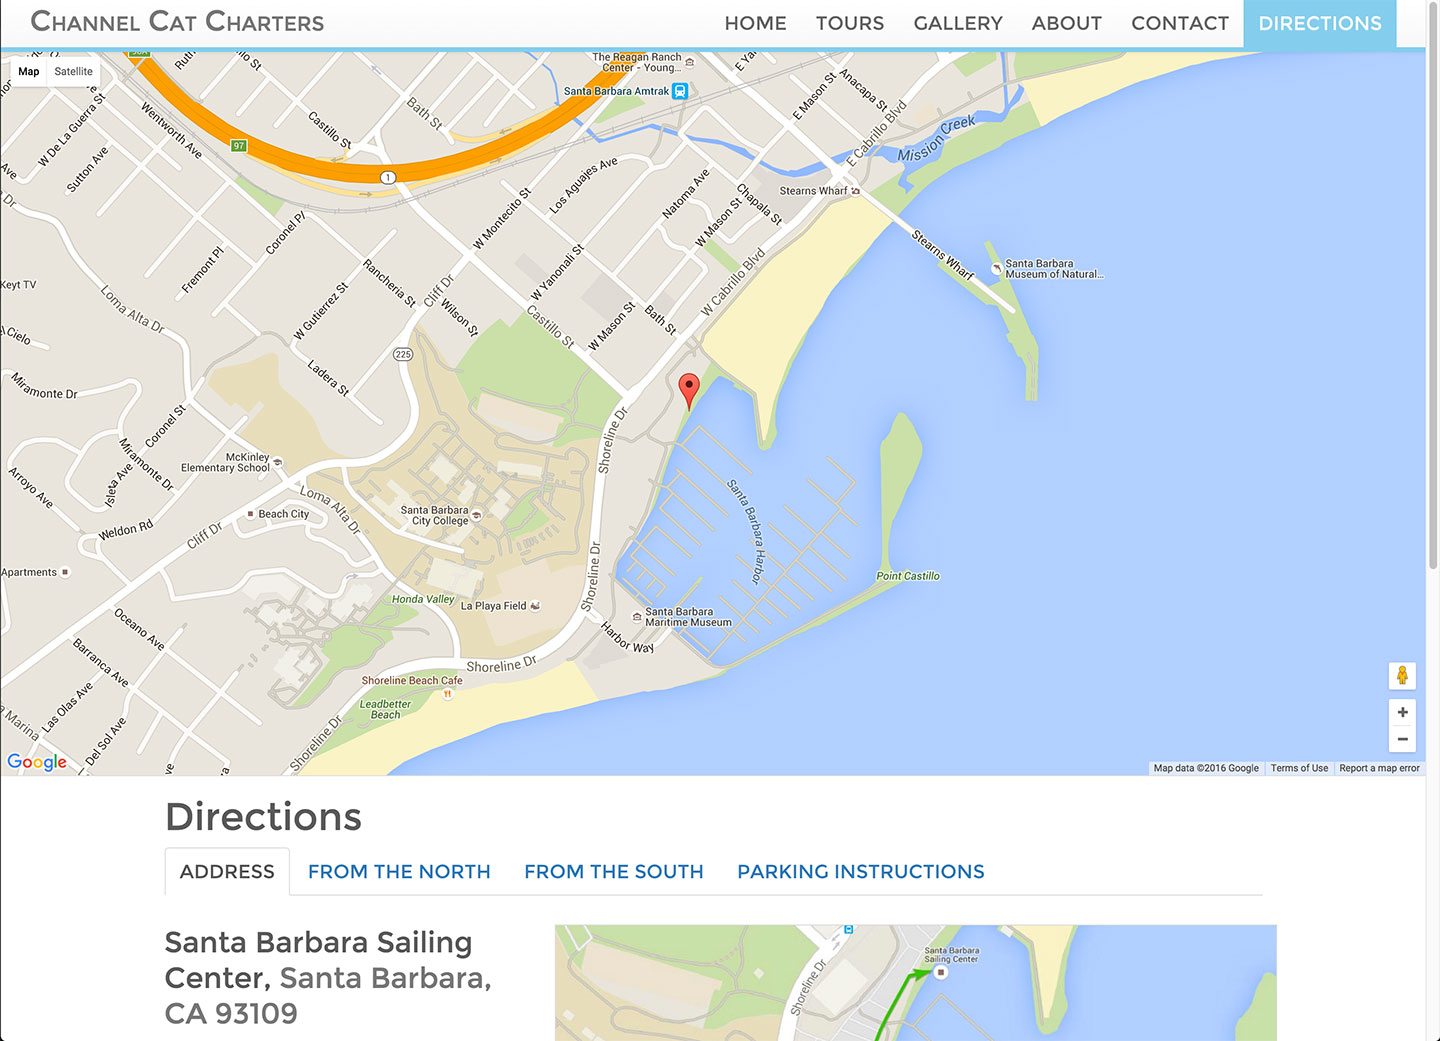 Channel Cat Charters
HOME TOURS GALLERY ABOUT CONTACT DIRECTIONS
Map Satellite
The Reagan Ranch
Center - Young...
Santa Barbara Amtrak
Castillo St
Bath St
Wentworth Ave
W De La Guerra St
Sutton Ave
97
1
E Mason St
Anacapa St
E Cabrillo Blvd
Mission Creek
Stearns Wharf
Los Aguajes Ave
W Montecito St
Natoma Ave
Chapala St
W Mason St
Coronel Pl
Fremont Pl
Stearns Wharf
Santa Barbara
Museum of Natural...
W Yanonali St
W Cabrillo Blvd
Rancheria St
Cliff Dr
Wilson St
Castillo St
W Mason St
Bath St
Keyt TV
Loma Alta Dr
W Gutierrez St
225
Ladera St
Miramonte Dr
Coronel St
Miramonte Dr
Isleta Ave
Arroyo Ave
Weldon Rd
McKinley
Elementary School
Beach City
Loma Alta Dr
Cliff Dr
Santa Barbara
City College
Shoreline Dr
Santa Barbara Harbor
Point Castillo
Apartments
Honda Valley
La Playa Field
Shoreline Dr
Santa Barbara
Maritime Museum
Harbor Way
Oceano Ave
Barranca Ave
Las Olas Ave
Del Sol Ave
Shoreline Dr
Shoreline Beach Cafe
Leadbetter
Beach
Shoreline Dr
Google
Map data ©2016 Google Terms of Use Report a map error
Directions
ADDRESS FROM THE NORTH FROM THE SOUTH PARKING INSTRUCTIONS
Santa Barbara Sailing
Center, Santa Barbara,
CA 93109
Santa Barbara
Sailing Center
Shoreline Dr